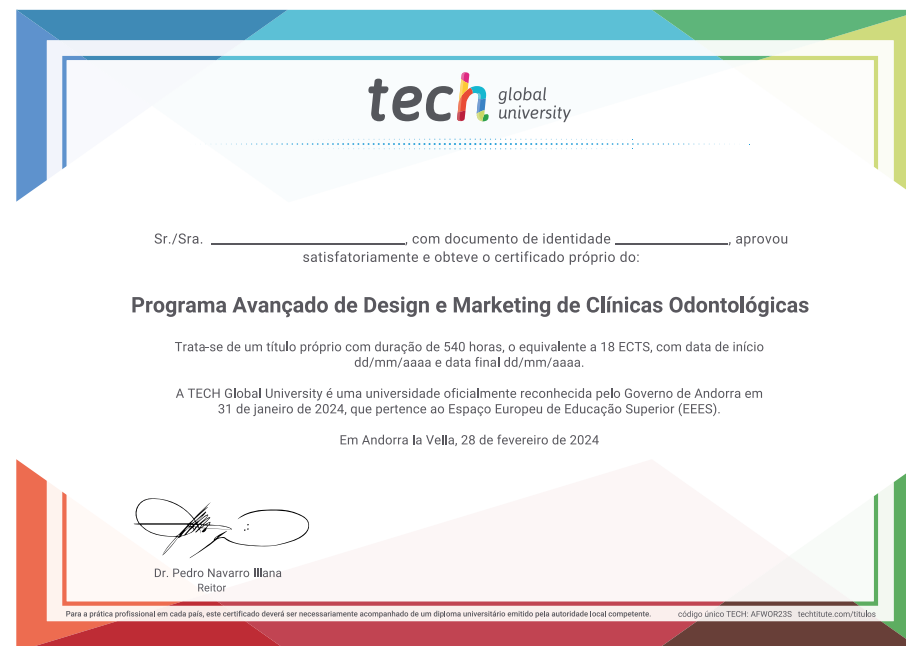 tech global
university
Sr./Sra. ____________________, com documento de identidade ____________, aprovou
satisfatoriamente e obteve o certificado próprio do:
Programa Avançado de Design e Marketing de Clínicas Odontológicas
Trata-se de um título próprio com duração de 540 horas, o equivalente a 18 ECTS, com data de início
dd/mm/aaaa e data final dd/mm/aaaa.
A TECH Global University é uma universidade oficialmente reconhecida pelo Governo de Andorra em
31 de janeiro de 2024, que pertence ao Espaço Europeu de Educação Superior (EEES).
Em Andorra la Vella, 28 de fevereiro de 2024
Dr. Pedro Navarro Illana
Reitor
Para a prática profissional em cada país, este certificado deverá ser necessariamente acompanhado de um diploma universitário emitido pela autoridade local competente. código único TECH: AFWOR23S techtitute.com/titulos